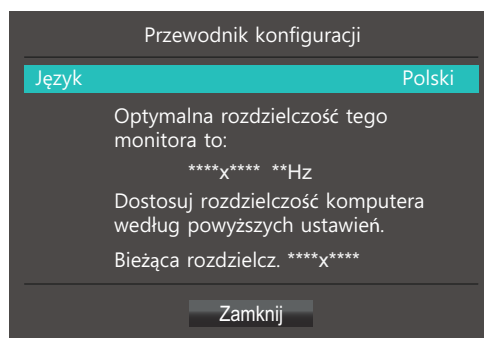 Przewodnik konfiguracji
Język Polski
Optymalna rozdzielczość tego
monitora to:
****x**** **Hz
Dostosuj rozdzielczość komputera
według powyższych ustawień.
Bieżąca rozdzielcz. ****x****
Zamknij